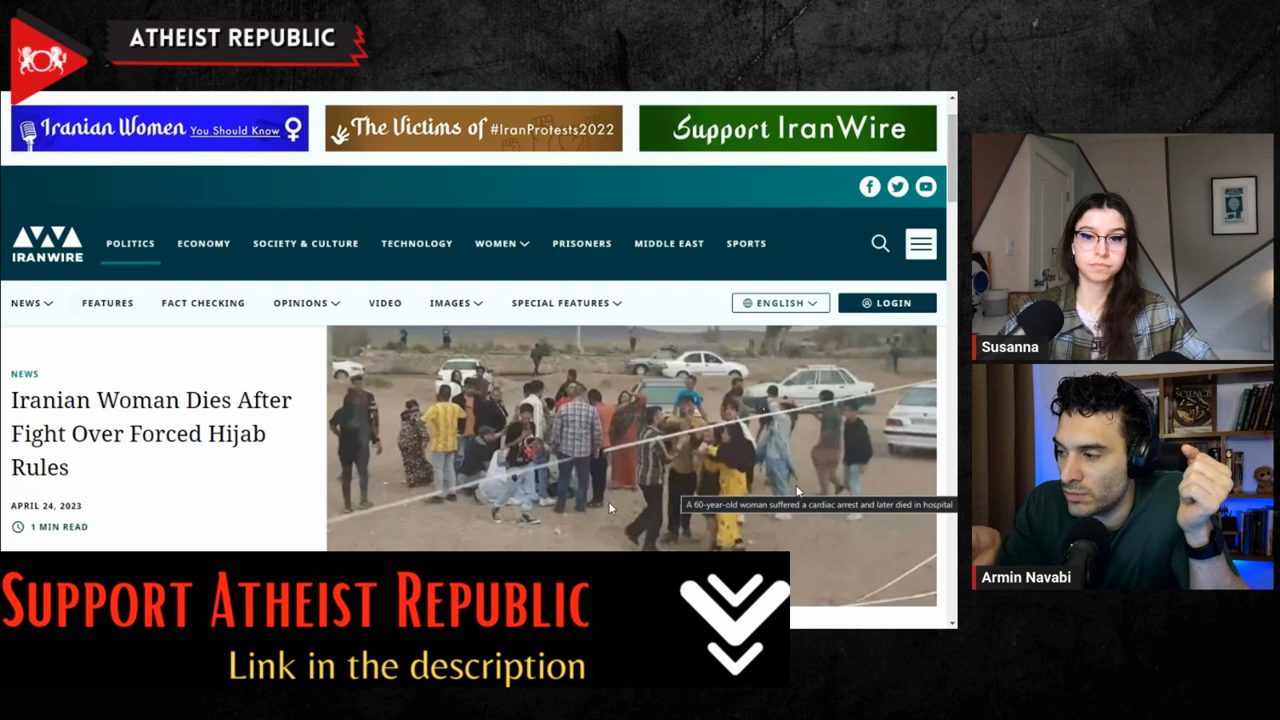 ATHEIST REPUBLIC
Iranian Women You Should Know
The Victims of #IranProtests2022
Support IranWire
IRANWIRE
POLITICS ECONOMY SOCIETY & CULTURE TECHNOLOGY WOMEN PRISONERS MIDDLE EAST SPORTS
NEWS FEATURES FACT CHECKING OPINIONS VIDEO IMAGES SPECIAL FEATURES ENGLISH LOGIN
NEWS
Iranian Woman Dies After
Fight Over Forced Hijab
Rules
APRIL 24, 2023
1 MIN READ
A 60-year-old woman suffered a cardiac arrest and later died in hospital
SUPPORT ATHEIST REPUBLIC
Link in the description
Susanna
SCIENCE
Armin Navabi